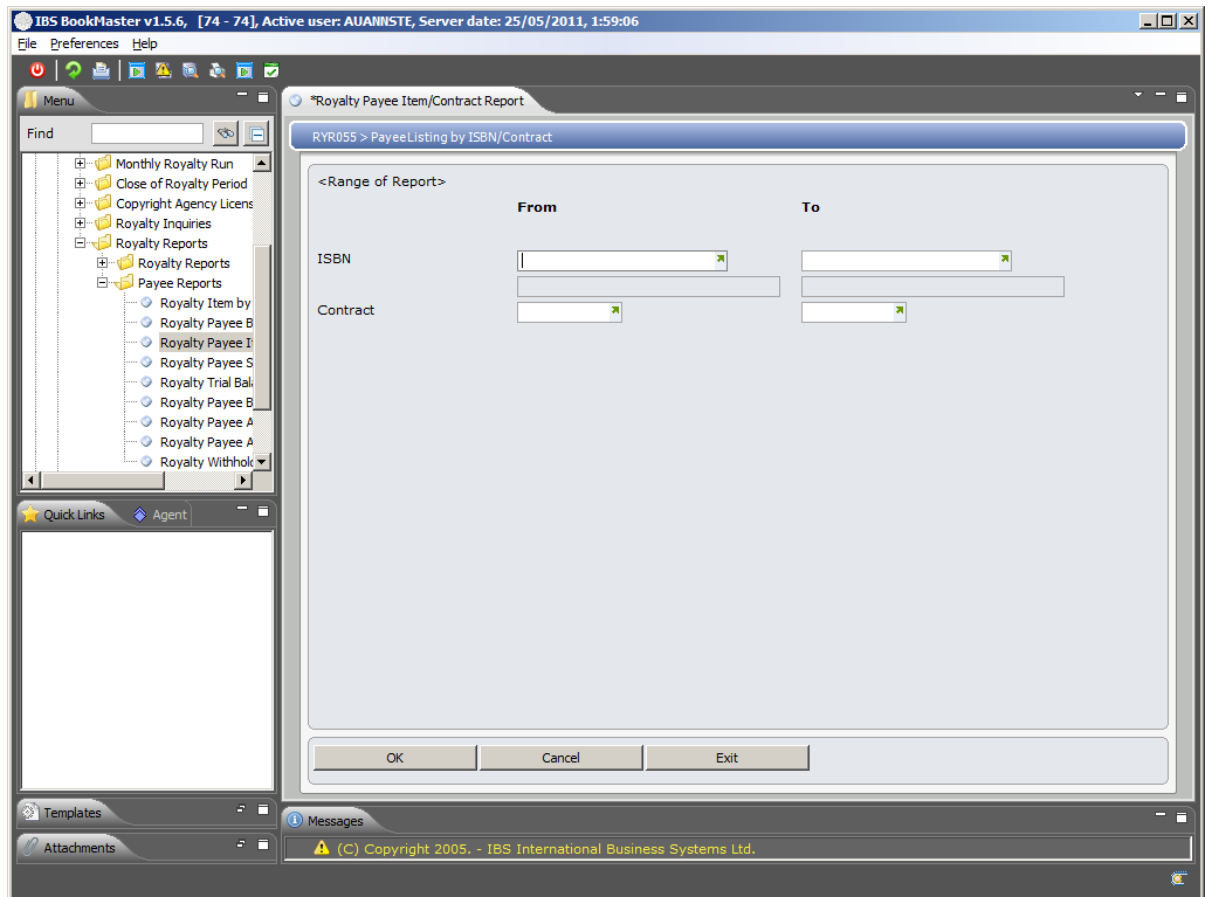 IBS BookMaster v1.5.6, [74 - 74], Active user: AUANNSTE, Server date: 25/05/2011, 1:59:06
File Preferences Help
Menu
Find
Monthly Royalty Run
Close of Royalty Period
Copyright Agency Licens
Royalty Inquiries
Royalty Reports
Royalty Reports
Payee Reports
Royalty Item by
Royalty Payee B
Royalty Payee I
Royalty Payee S
Royalty Trial Bala
Royalty Payee B
Royalty Payee A
Royalty Payee A
Royalty Withhold
Quick Links Agent
Templates
Attachments
*Royalty Payee Item/Contract Report
RYR055 > PayeeListing by ISBN/Contract
<Range of Report>
From To
ISBN
Contract
OK Cancel Exit
Messages
(C) Copyright 2005. - IBS International Business Systems Ltd.